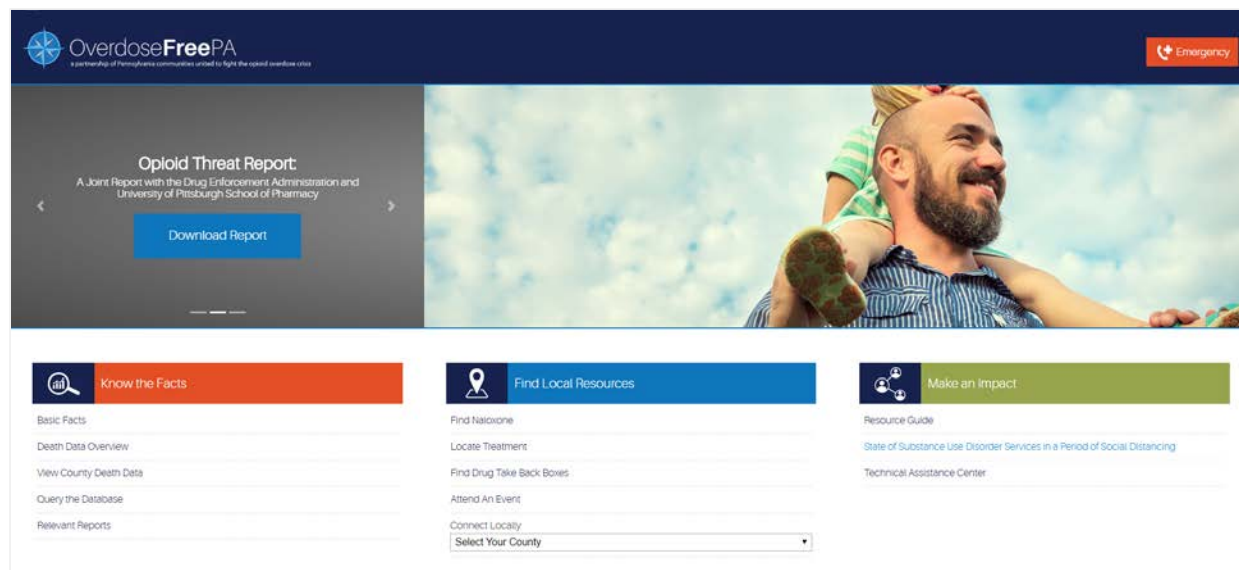 OverdoseFreePA
a partnership of Pennsylvania communities united to fight the opioid overdose crisis
Emergency
Opioid Threat Report:
A Joint Report with the Drug Enforcement Administration and
University of Pittsburgh School of Pharmacy
Download Report
Know the Facts
Basic Facts
Death Data Overview
View County Death Data
Query the Database
Relevant Reports
Find Local Resources
Find Naloxone
Locate Treatment
Find Drug Take Back Boxes
Attend An Event
Connect Locally
Select Your County
Make an Impact
Resource Guide
State of Substance Use Disorder Services in a Period of Social Distancing
Technical Assistance Center